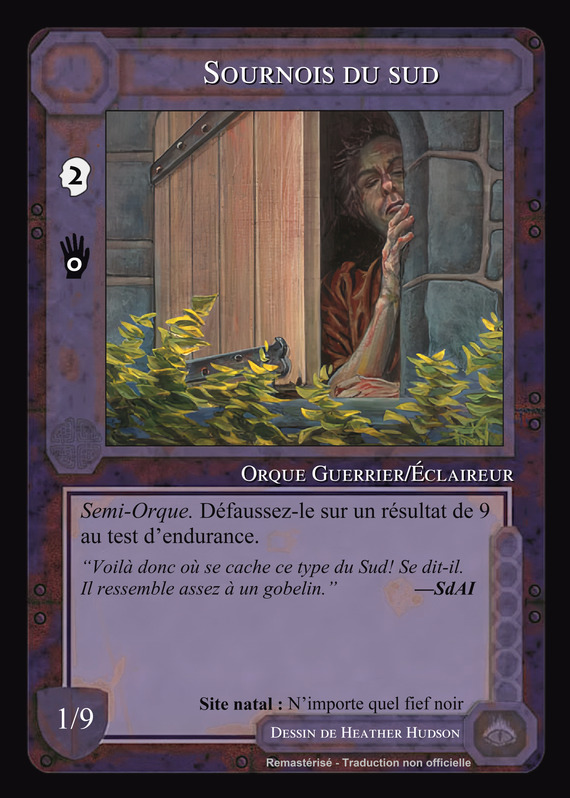 Sournois du sud
2
0
Orque Guerrier/Éclaireur
Semi-Orque. Défaussez-le sur un résultat de 9
au test d’endurance.
“Voilà donc où se cache ce type du Sud! Se dit-il.
Il ressemble assez à un gobelin.” —SdAI
Site natal : N’importe quel fief noir
1/9
Dessin de Heather Hudson
Remastérisé - Traduction non officielle